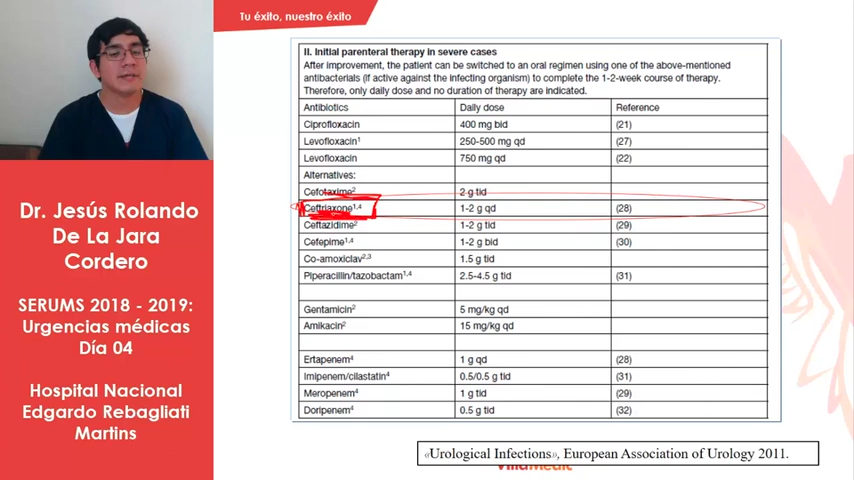 Tu éxito, nuestro éxito
Dr. Jesús Rolando
De La Jara
Cordero
SERUMS 2018 - 2019:
Urgencias médicas
Día 04
Hospital Nacional
Edgardo Rebagliati
Martins
II. Initial parenteral therapy in severe cases
After improvement, the patient can be switched to an oral regimen using one of the above-mentioned
antibacterials (if active against the infecting organism) to complete the 1-2-week course of therapy.
Therefore, only daily dose and no duration of therapy are indicated.
Antibiotics Daily dose Reference
Ciprofloxacin 400 mg bid (21)
Levofloxacin¹ 250-500 mg qd (27)
Levofloxacin 750 mg qd (22)
Alternatives:
Cefotaxime² 2 g tid
Ceftriaxone¹,⁴ 1-2 g qd (28)
Ceftazidime² 1-2 g tid (29)
Cefepime¹,⁴ 1-2 g bid (30)
Co-amoxiclav²,³ 1.5 g tid
Piperacillin/tazobactam¹,⁴ 2.5-4.5 g tid (31)
Gentamicin² 5 mg/kg qd
Amikacin² 15 mg/kg qd
Ertapenem⁴ 1 g qd (28)
Imipenem/cilastatin⁴ 0.5/0.5 g tid (31)
Meropenem⁴ 1 g tid (29)
Doripenem⁴ 0.5 g tid (32)
«Urological Infections», European Association of Urology 2011.